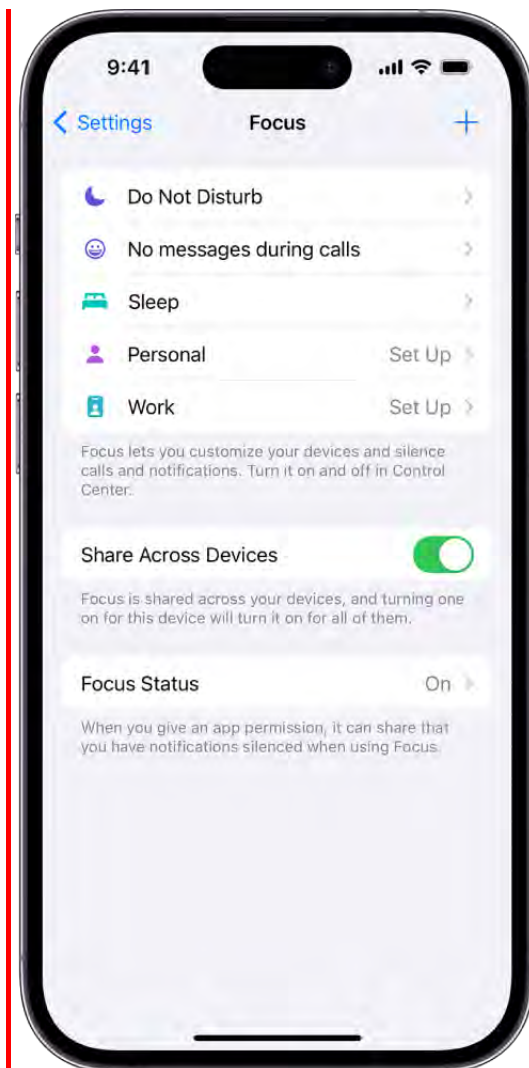 9:41
Settings
Focus
Do Not Disturb
No messages during calls
Sleep
Personal
Set Up
Work
Set Up
Focus lets you customize your devices and silence
calls and notifications. Turn it on and off in Control
Center.
Share Across Devices
Focus is shared across your devices, and turning one
on for this device will turn it on for all of them.
Focus Status
On
When you give an app permission, it can share that
you have notifications silenced when using Focus.